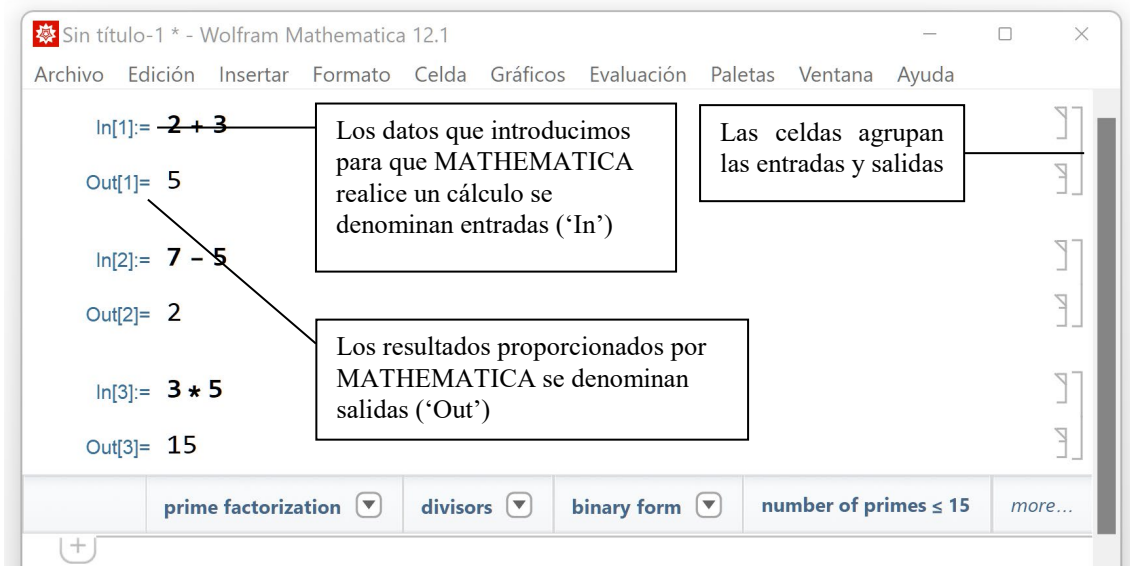 Sin título-1 * - Wolfram Mathematica 12.1
Archivo Edición Insertar Formato Celda Gráficos Evaluación Paletas Ventana Ayuda
In[1]:= 2 + 3
Out[1]= 5
Los datos que introducimos
para que MATHEMATICA
realice un cálculo se
denominan entradas (‘In’)
Las celdas agrupan
las entradas y salidas
In[2]:= 7 – 5
Out[2]= 2
Los resultados proporcionados por
MATHEMATICA se denominan
salidas (‘Out’)
In[3]:= 3 * 5
Out[3]= 15
prime factorization divisors binary form number of primes ≤ 15 more...